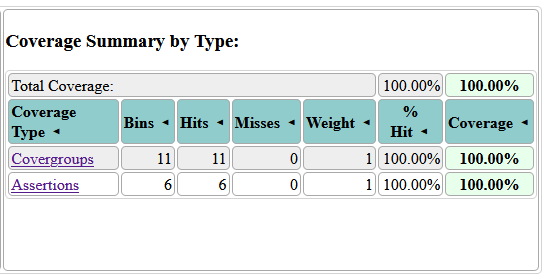 Coverage Summary by Type:
Total Coverage: 100.00% 100.00%
Coverage Type ◄ Bins ◄ Hits ◄ Misses ◄ Weight ◄ % Hit ◄ Coverage ◄
Covergroups 11 11 0 1 100.00% 100.00%
Assertions 6 6 0 1 100.00% 100.00%